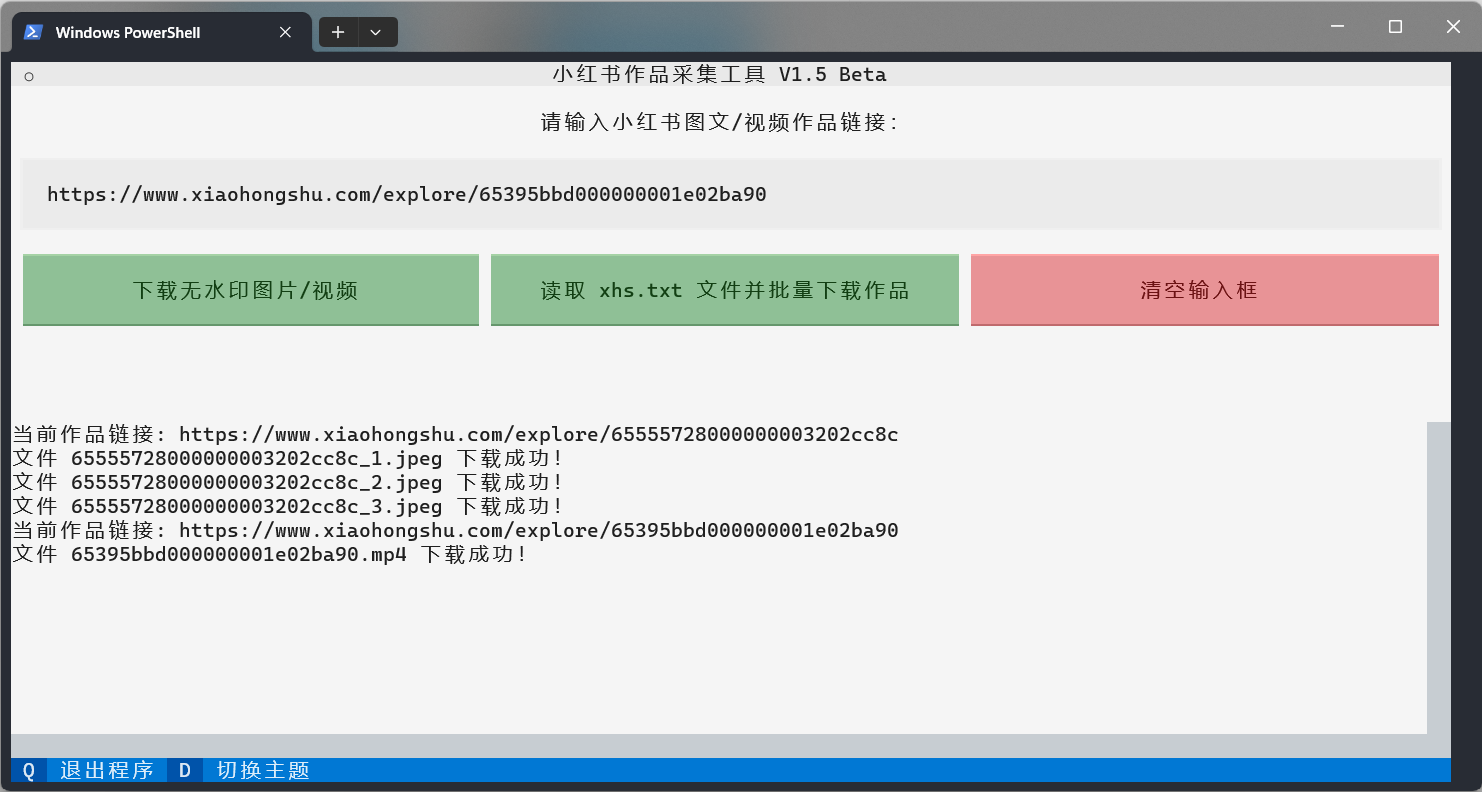 Windows PowerShell
小红书作品采集工具 V1.5 Beta
请输入小红书图文/视频作品链接：
https://www.xiaohongshu.com/explore/65395bbd000000001e02ba90
下载无水印图片/视频 读取 xhs.txt 文件并批量下载作品 清空输入框
当前作品链接：https://www.xiaohongshu.com/explore/65555728000000003202cc8c
文件 65555728000000003202cc8c_1.jpeg 下载成功！
文件 65555728000000003202cc8c_2.jpeg 下载成功！
文件 65555728000000003202cc8c_3.jpeg 下载成功！
当前作品链接：https://www.xiaohongshu.com/explore/65395bbd000000001e02ba90
文件 65395bbd000000001e02ba90.mp4 下载成功！
Q 退出程序 D 切换主题